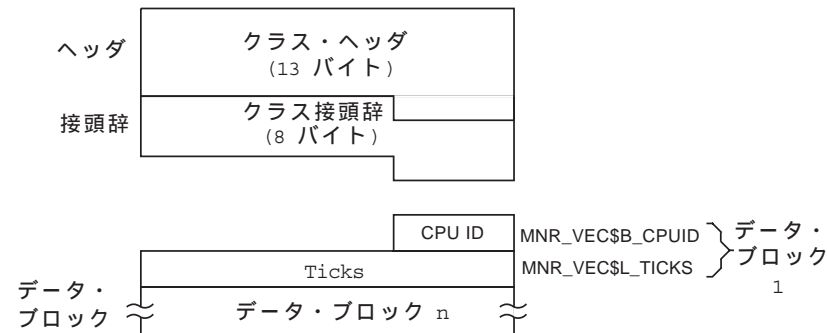 ヘッダ
クラス・ヘッダ
(13 バイト)
接頭辞
クラス接頭辞
(8 バイト)
CPU ID
MNR_VEC$B_CPUID
Ticks
MNR_VEC$L_TICKS
データ・
ブロック
1
データ・
ブロック
データ・ブロック n